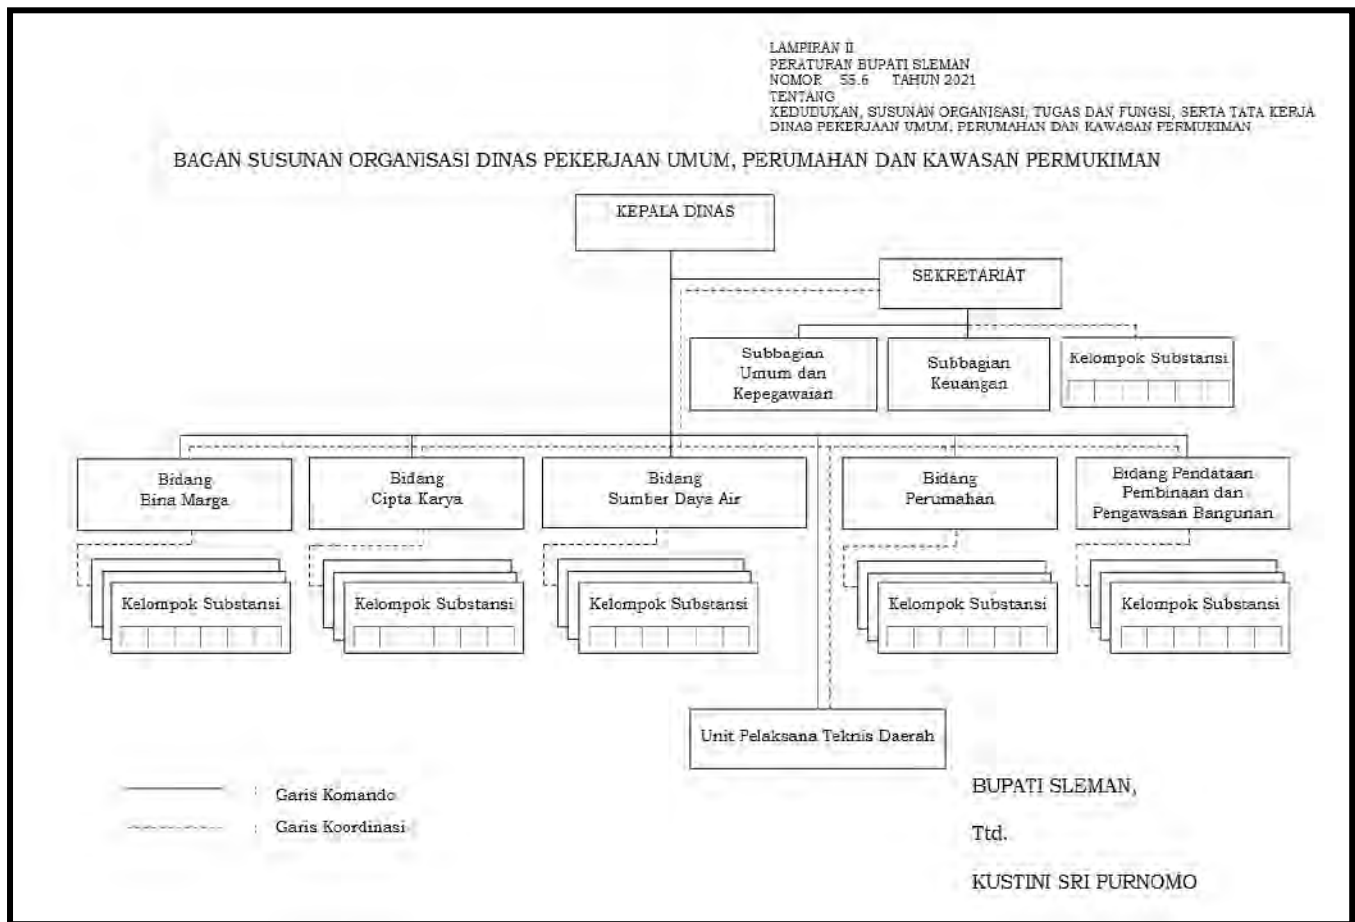 LAMPIRAN II
PERATURAN BUPATI SLEMAN
NOMOR 55.6 TAHUN 2021
TENTANG
KEDUDUKAN, SUSUNAN ORGANISASI, TUGAS DAN FUNGSI, SERTA TATA KERJA
DINAS PEKERJAAN UMUM, PERUMAHAN DAN KAWASAN PERMUKIMAN
BAGAN SUSUNAN ORGANISASI DINAS PEKERJAAN UMUM, PERUMAHAN DAN KAWASAN PERMUKIMAN
KEPALA DINAS
SEKRETARIAT
Subbagian
Umum dan
Kepegawaian
Subbagian
Keuangan
Kelompok Substansi
Bidang
Bina Marga
Bidang
Cipta Karya
Bidang
Sumber Daya Air
Bidang
Perumahan
Bidang Pendataan
Pembinaan dan
Pengawasan Bangunan
Kelompok Substansi
Kelompok Substansi
Kelompok Substansi
Kelompok Substansi
Kelompok Substansi
Unit Pelaksana Teknis Daerah
: Garis Komando
: Garis Koordinasi
BUPATI SLEMAN,
Ttd.
KUSTINI SRI PURNOMO